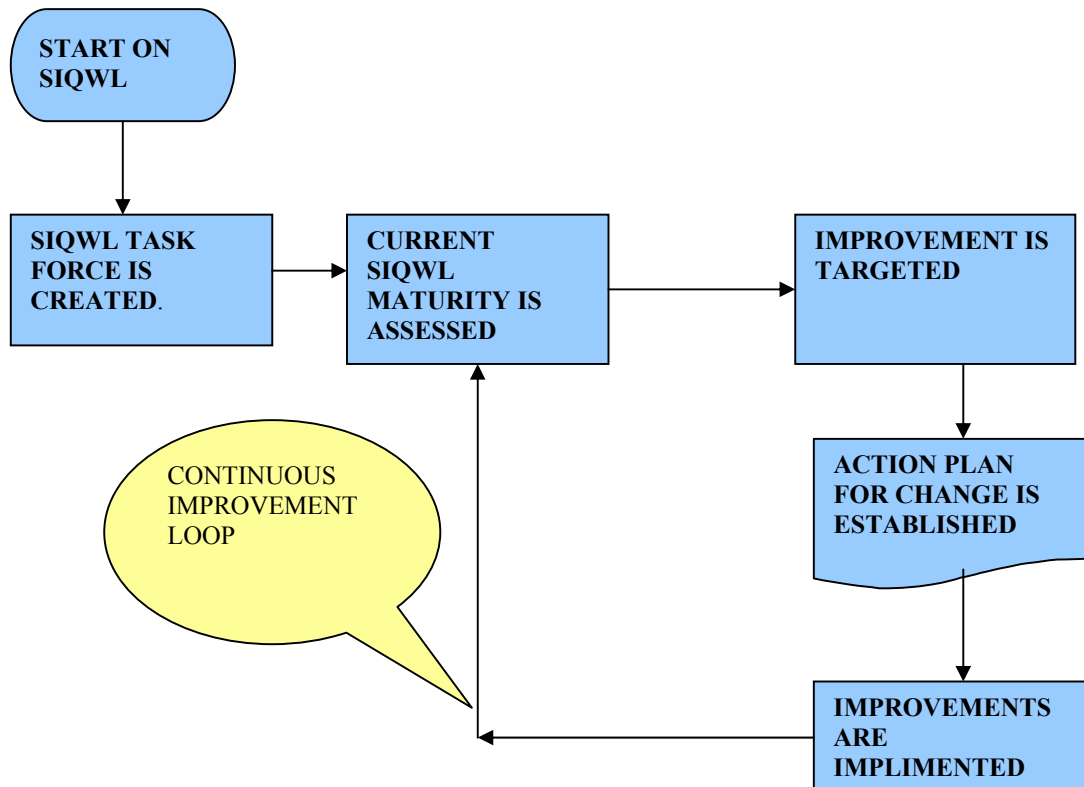 START ON
SIQWL
SIQWL TASK
FORCE IS
CREATED.
CURRENT
SIQWL
MATURITY IS
ASSESSED
IMPROVEMENT IS
TARGETED
ACTION PLAN
FOR CHANGE IS
ESTABLISHED
CONTINUOUS
IMPROVEMENT
LOOP
IMPROVEMENTS
ARE
IMPLIMENTED